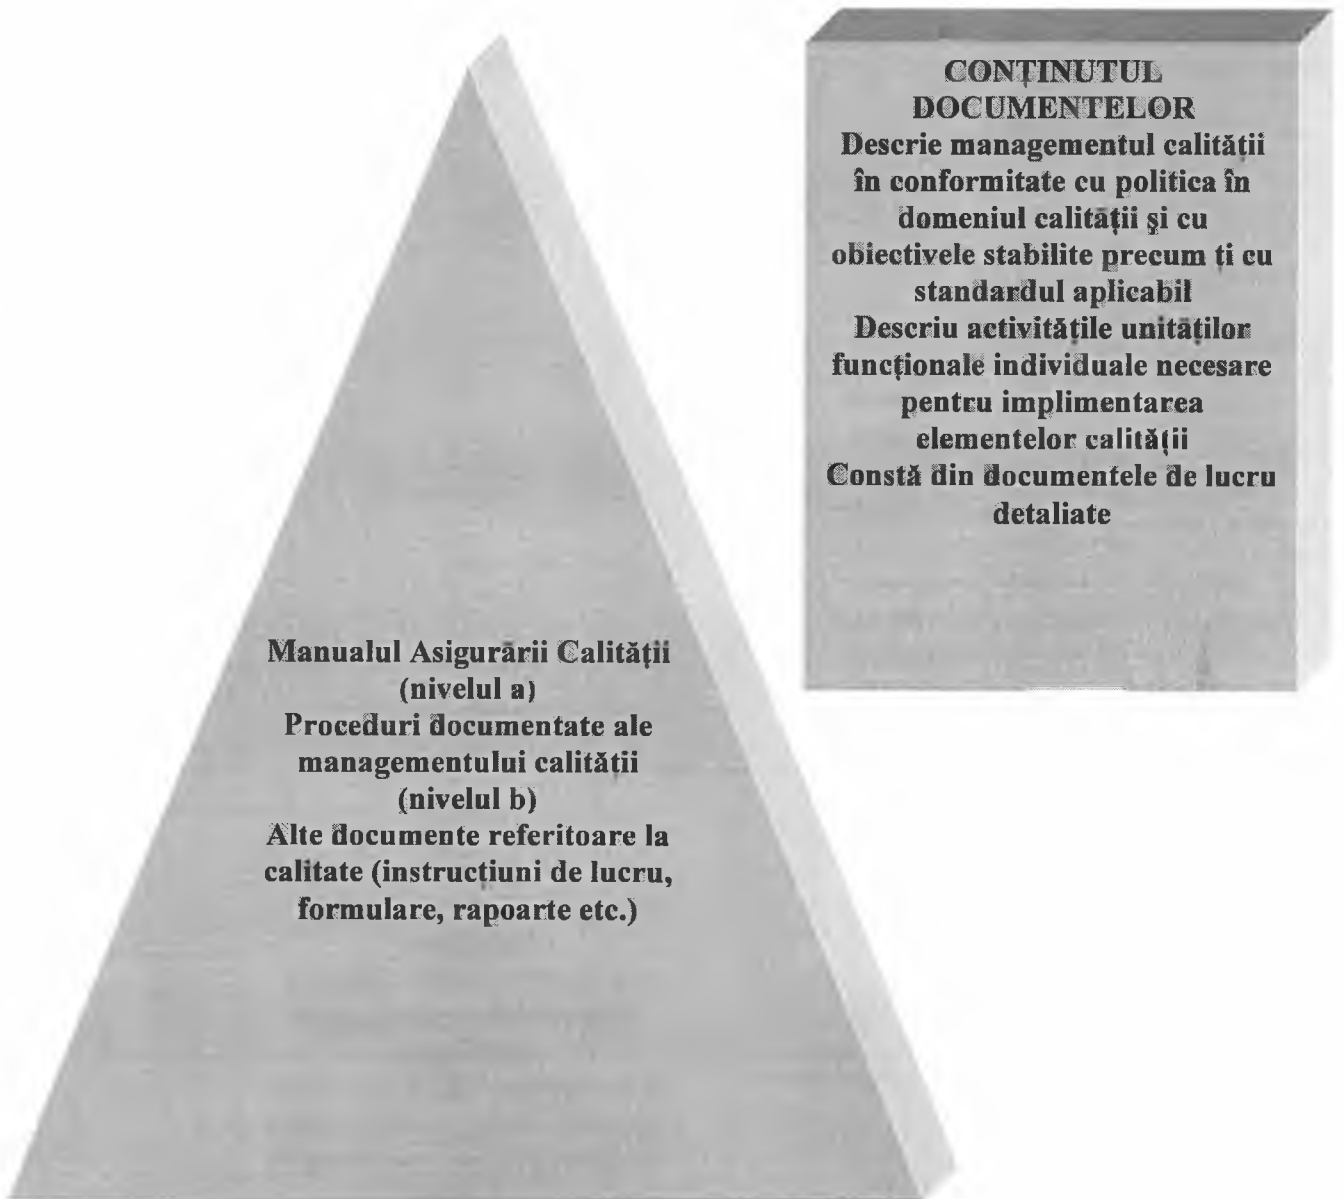 CONȚINUTUL
DOCUMENTELOR
Descrie managementul calității
în conformitate cu politica în
domeniul calității și cu
obiectivele stabilite precum ți cu
standardul aplicabil
Descriu activitățile unităților
funcționale individuale necesare
pentru implimentarea
elementelor calității
Constă din documentele de lucru
detaliate
Manualul Asigurării Calității
(nivelul a)
Proceduri documentate ale
managementului calității
(nivelul b)
Alte documente referitoare la
calitate (instrucțiuni de lucru,
formulare, rapoarte etc.)